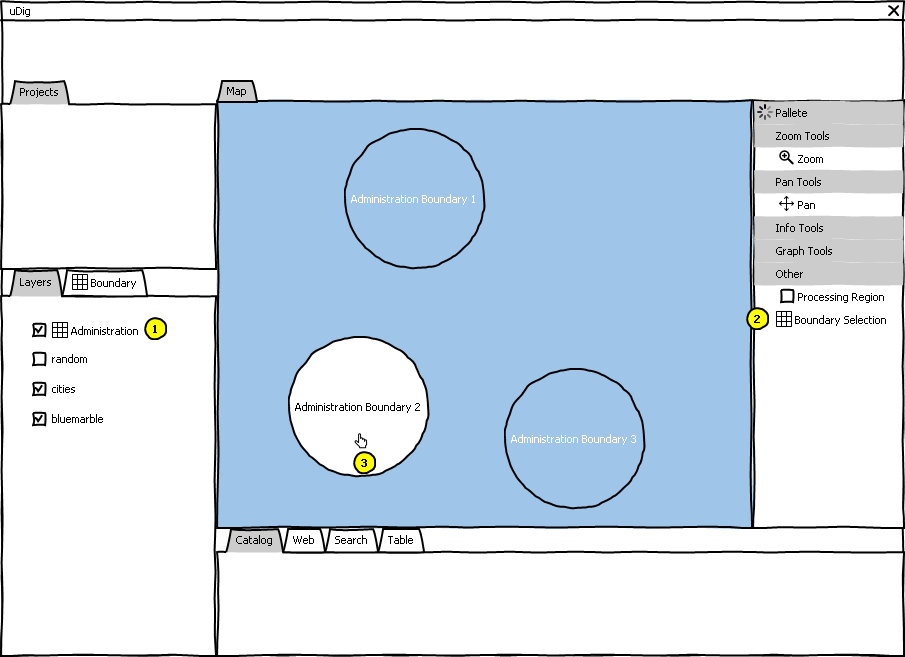 uDig
Projects
Map
Pallete
Zoom Tools
Zoom
Pan Tools
Pan
Info Tools
Graph Tools
Other
Processing Region
2 Boundary Selection
Administration Boundary 1
Administration Boundary 2
3
Administration Boundary 3
Layers Boundary
Administration 1
random
cities
bluemarble
Catalog Web Search Table